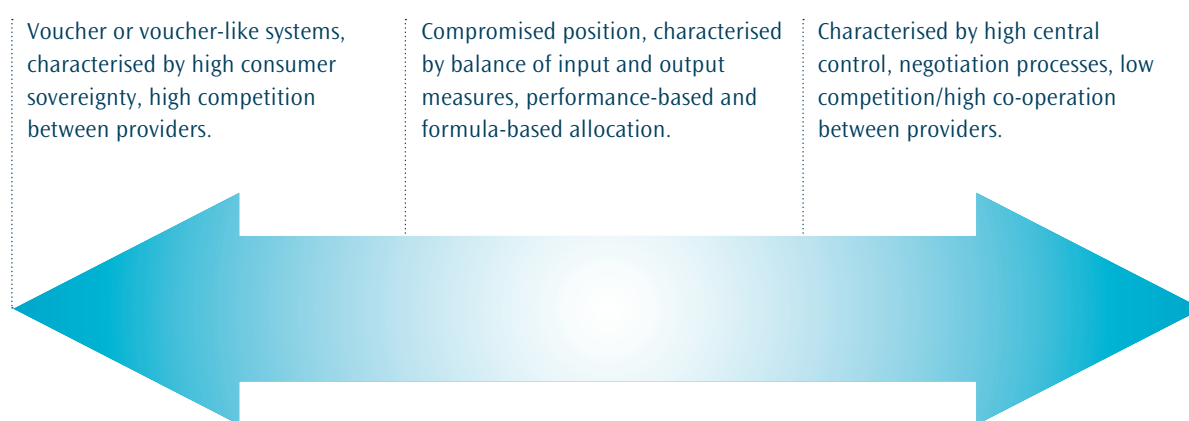 Voucher or voucher-like systems,
characterised by high consumer
sovereignty, high competition
between providers.
Compromised position, characterised
by balance of input and output
measures, performance-based and
formula-based allocation.
Characterised by high central
control, negotiation processes, low
competition/high co-operation
between providers.